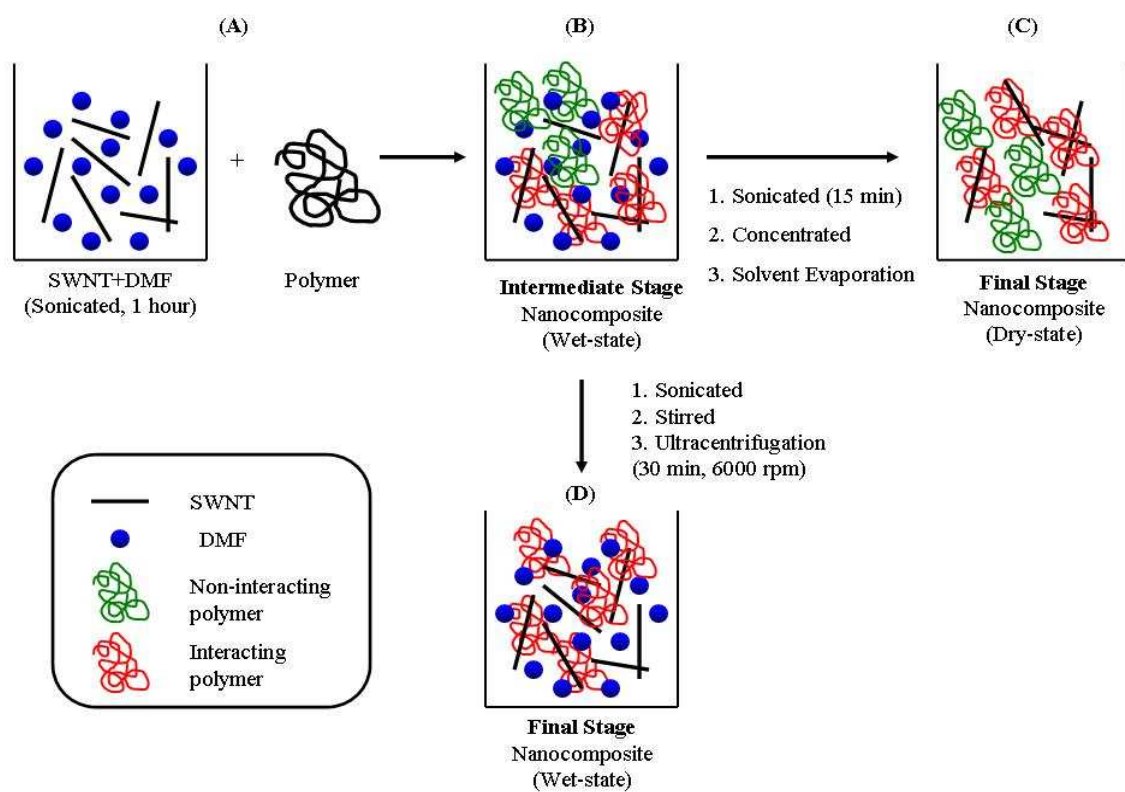 (A)
(B)
(C)
+
SWNT+DMF
(Sonicated, 1 hour)
Polymer
Intermediate Stage
Nanocomposite
(Wet-state)
1. Sonicated (15 min)
2. Concentrated
3. Solvent Evaporation
Final Stage
Nanocomposite
(Dry-state)
1. Sonicated
2. Stirred
3. Ultracentrifugation
(30 min, 6000 rpm)
SWNT
DMF
Non-interacting
polymer
Interacting
polymer
(D)
Final Stage
Nanocomposite
(Wet-state)